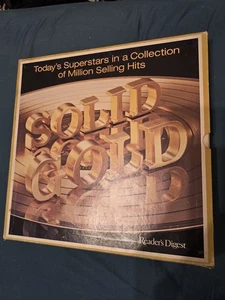 Today's Superstars in a Collection
of Million Selling Hits
SOLID
GOLD
Reader's Digest